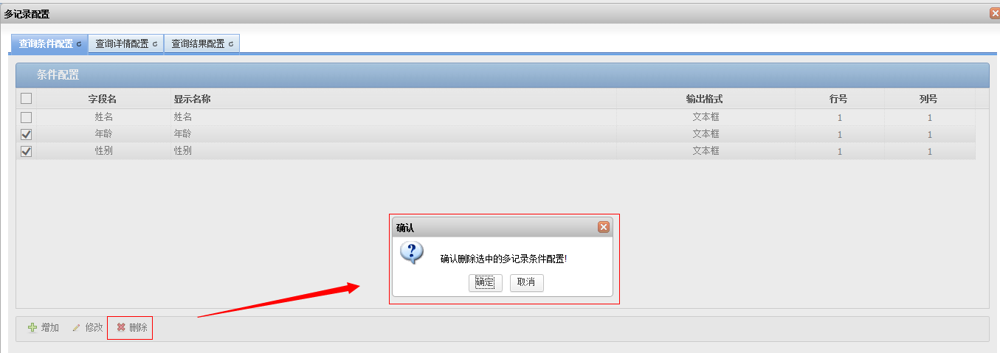 多记录配置
查询条件配置 查询详情配置 查询结果配置
条件配置
字段名 显示名称 输出格式 行号 列号
姓名 姓名 文本框 1 1
年龄 年龄 文本框 1 1
性别 性别 文本框 1 1
确认
确认删除选中的多记录条件配置!
确定 取消
增加 修改 删除